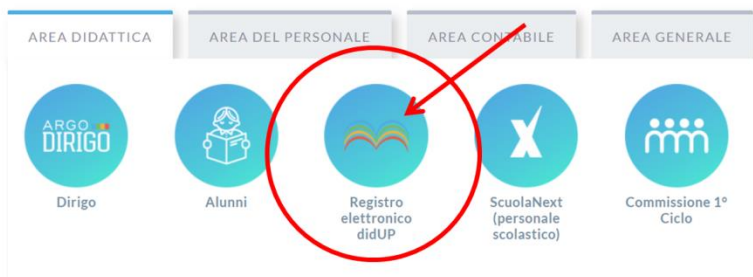 AREA DIDATTICA
AREA DEL PERSONALE
AREA CONTABILE
AREA GENERALE
ARGO
DIRIGO
Dirigo
Alunni
Registro
elettronico
didUP
ScuolaNext
(personale
scolastico)
Commissione 1°
Ciclo